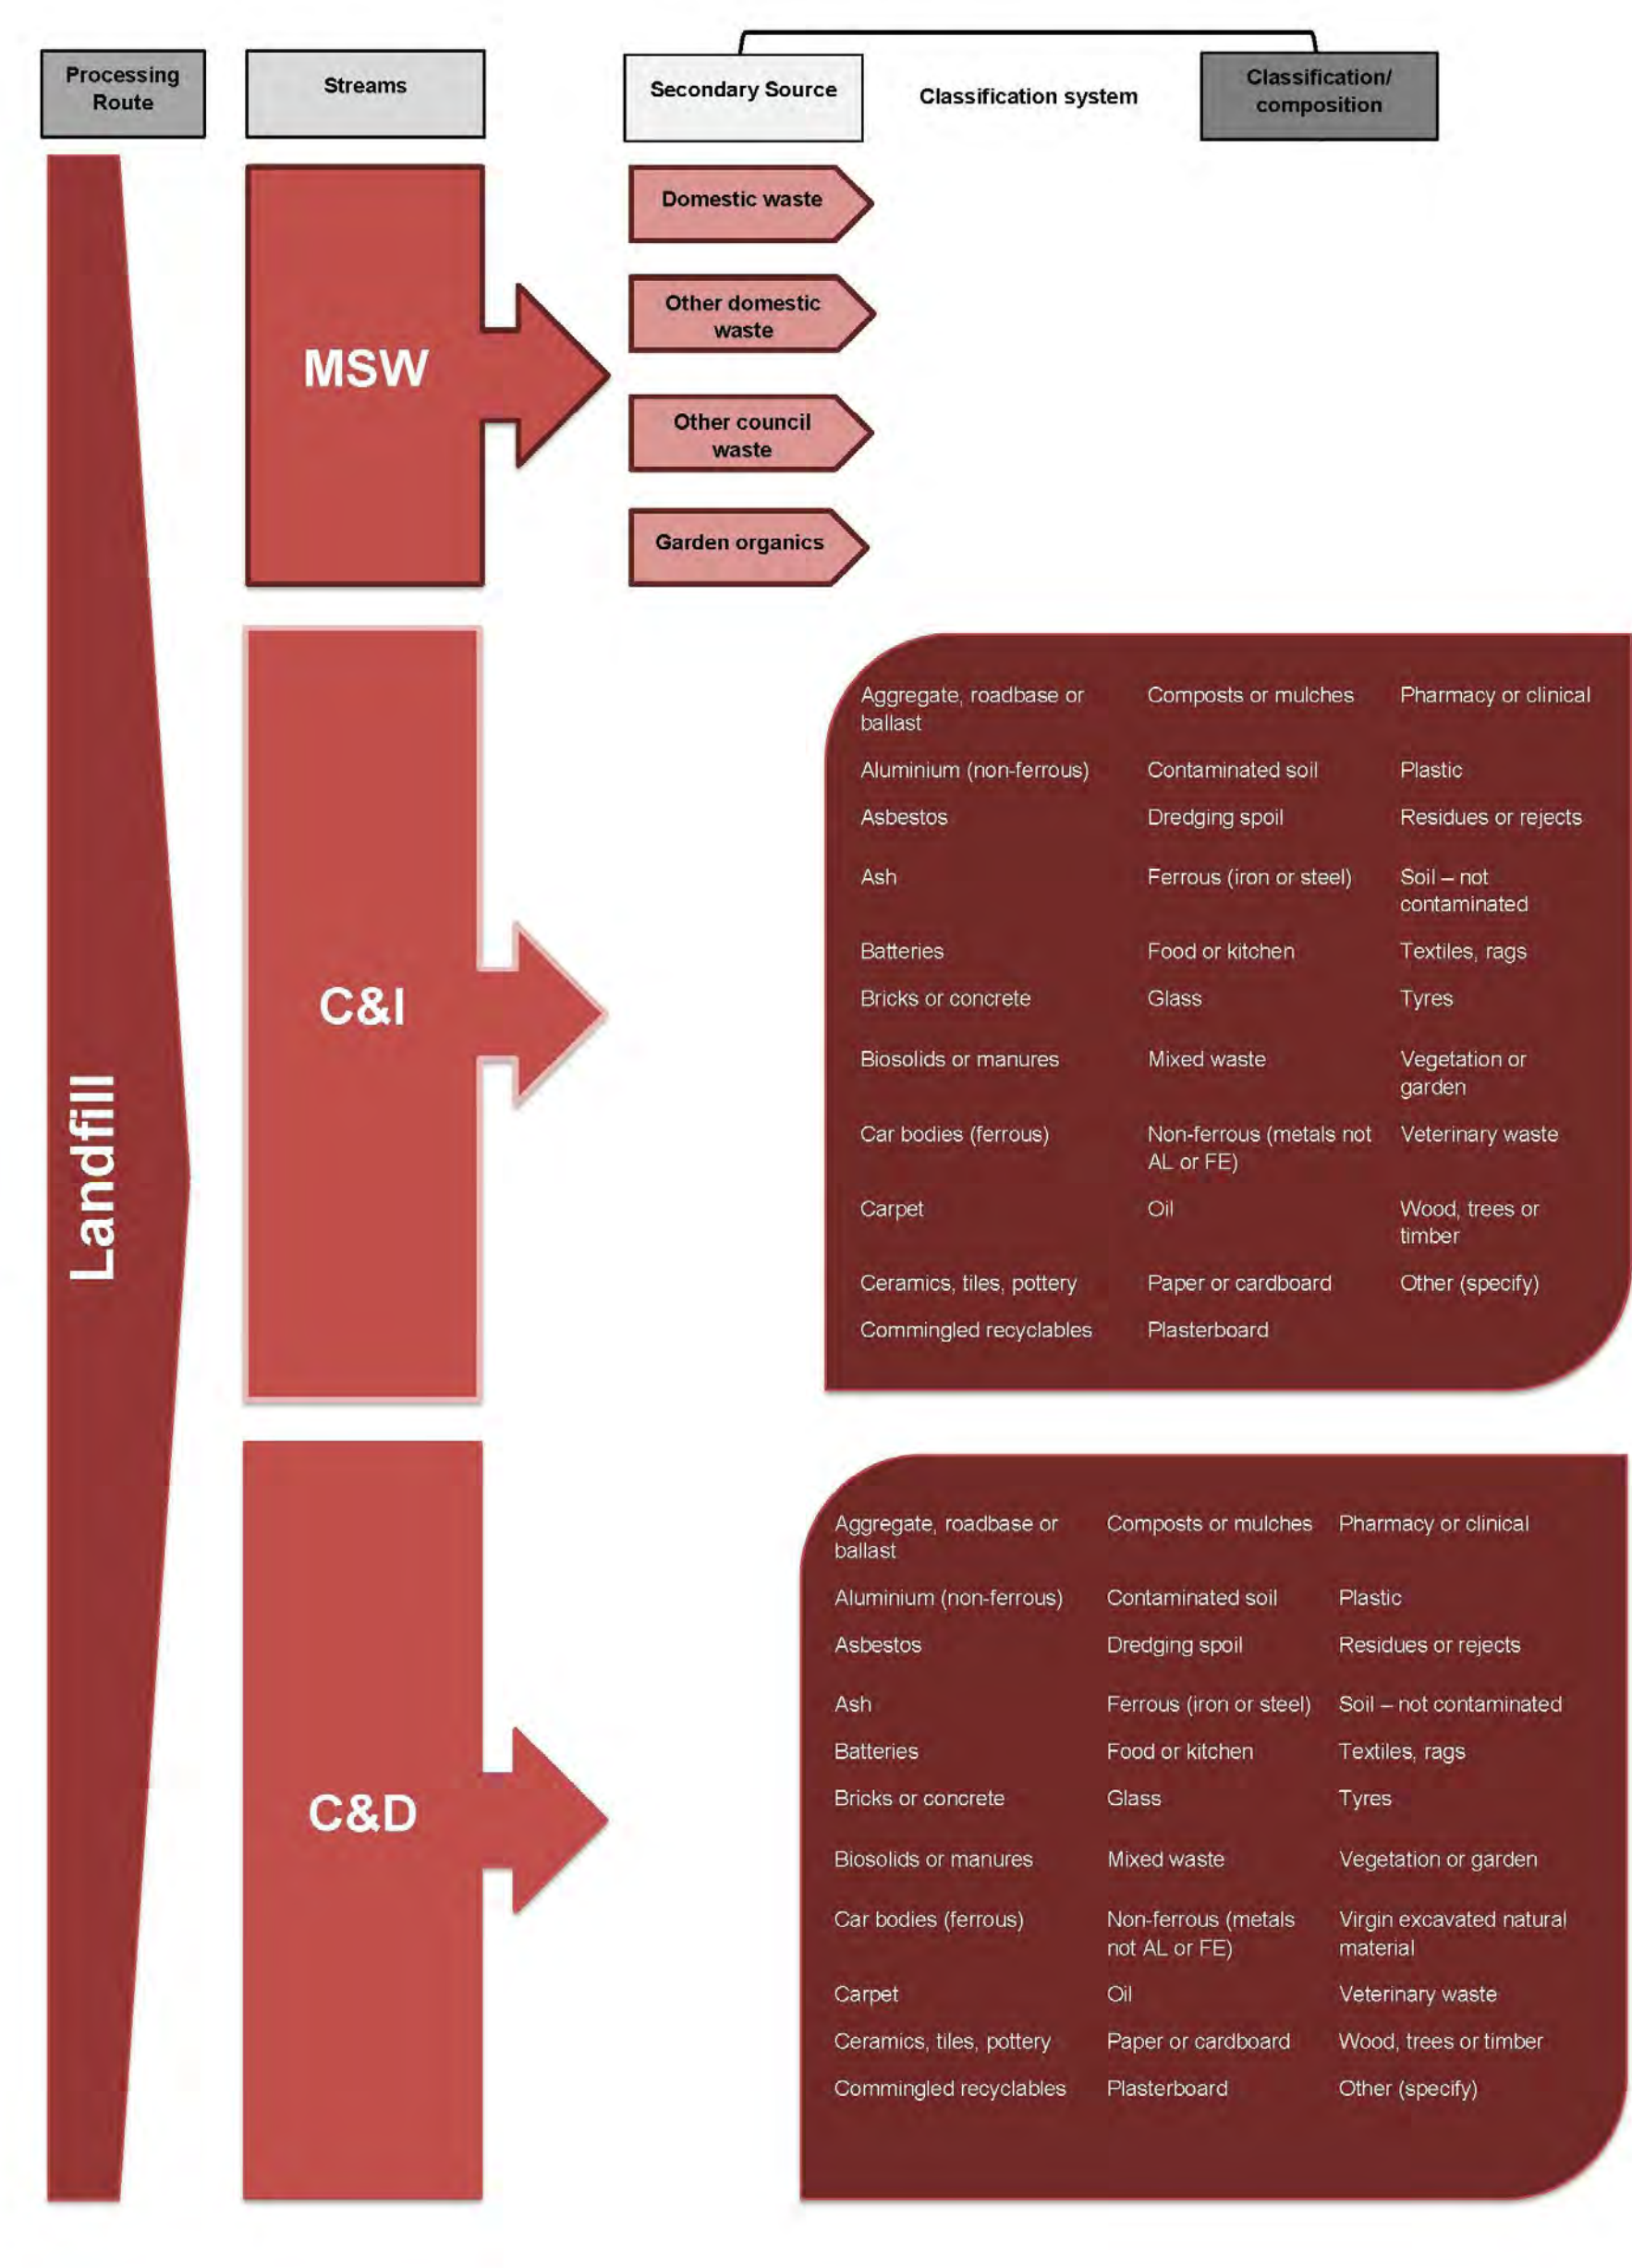 Processing
Route
Streams
Secondary Source
Classification system
Classification/
composition
Landfill
MSW
Domestic waste
Other domestic
waste
Other council
waste
Garden organics
C&I
Aggregate, roadbase or
ballast
Composts or mulches
Pharmacy or clinical
Aluminium (non-ferrous)
Contaminated soil
Plastic
Asbestos
Dredging spoil
Residues or rejects
Ash
Ferrous (iron or steel)
Soil – not
contaminated
Batteries
Food or kitchen
Textiles, rags
Bricks or concrete
Glass
Tyres
Biosolids or manures
Mixed waste
Vegetation or
garden
Car bodies (ferrous)
Non-ferrous (metals not
AL or FE)
Veterinary waste
Carpet
Oil
Wood, trees or
timber
Ceramics, tiles, pottery
Paper or cardboard
Other (specify)
Commingled recyclables
Plasterboard
C&D
Aggregate, roadbase or
ballast
Composts or mulches
Pharmacy or clinical
Aluminium (non-ferrous)
Contaminated soil
Plastic
Asbestos
Dredging spoil
Residues or rejects
Ash
Ferrous (iron or steel)
Soil – not contaminated
Batteries
Food or kitchen
Textiles, rags
Bricks or concrete
Glass
Tyres
Biosolids or manures
Mixed waste
Vegetation or garden
Car bodies (ferrous)
Non-ferrous (metals
not AL or FE)
Virgin excavated natural
material
Carpet
Oil
Veterinary waste
Ceramics, tiles, pottery
Paper or cardboard
Wood, trees or timber
Commingled recyclables
Plasterboard
Other (specify)